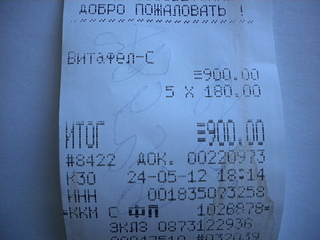 ДОБРО ПОЖАЛОВАТЬ !
Витафел-С
=900.00
5 x 180.00
ИТОГ =900.00
#8422 ДОК. 00220973
К30 24-05-12 18:14
ИНН 001835073258
=ККМ С ФП 1026878=
ЭКЛЗ 0873122936
#032639